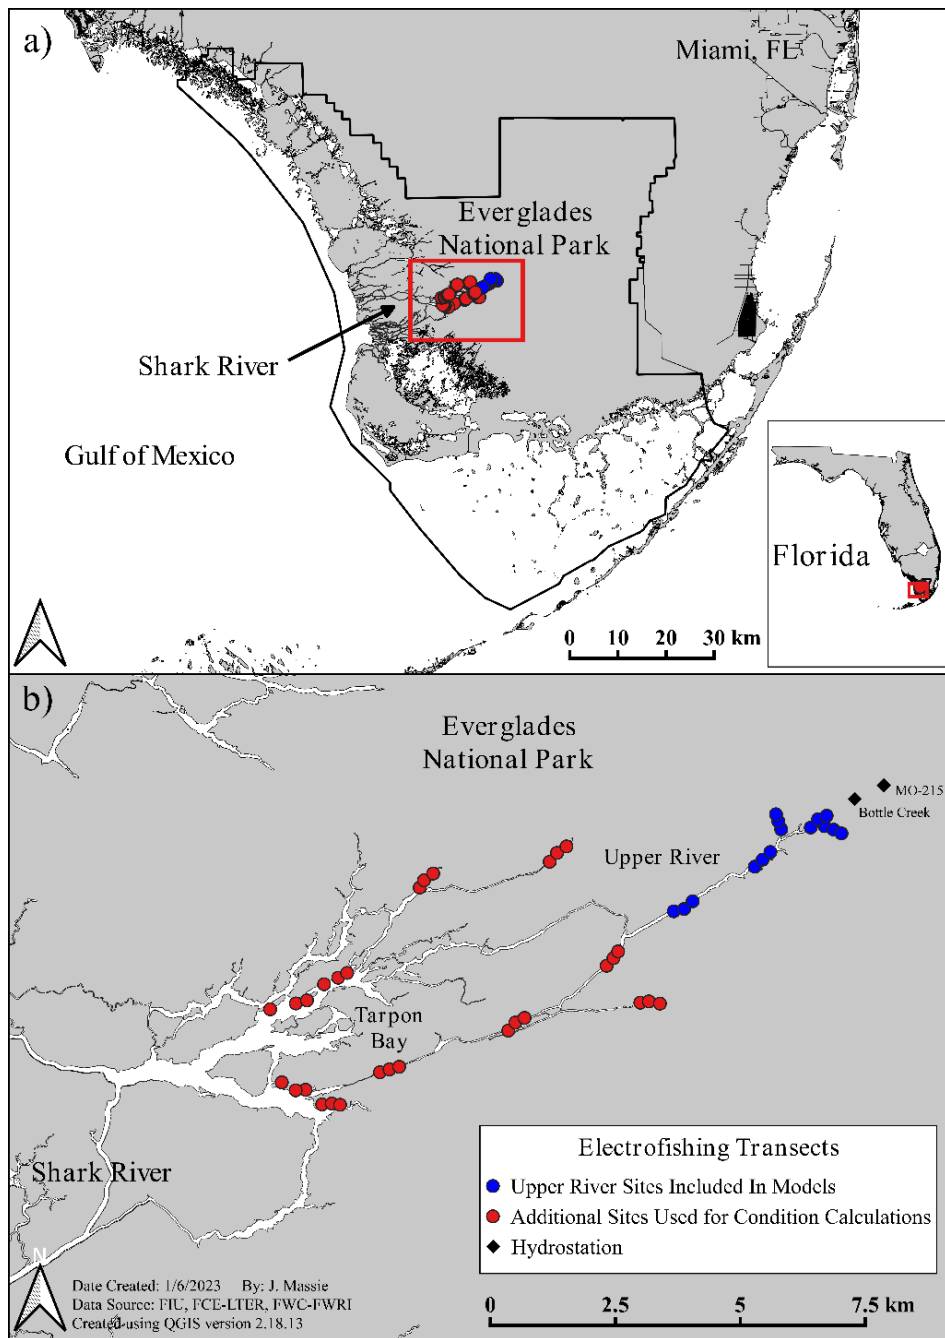 a)
Miami, FL
Everglades
National Park
Shark River
Gulf of Mexico
Florida
0 10 20 30 km
b)
Everglades
National Park
MO-215
Bottle Creek
Upper River
Tarpon
Bay
Shark River
Electrofishing Transects
Upper River Sites Included In Models
Additional Sites Used for Condition Calculations
Hydrostation
N
Date Created: 1/6/2023 By: J. Massie
Data Source: FIU, FCE-LTER, FWC-FWRI
Created using QGIS version 2.18.13
0 2.5 5 7.5 km